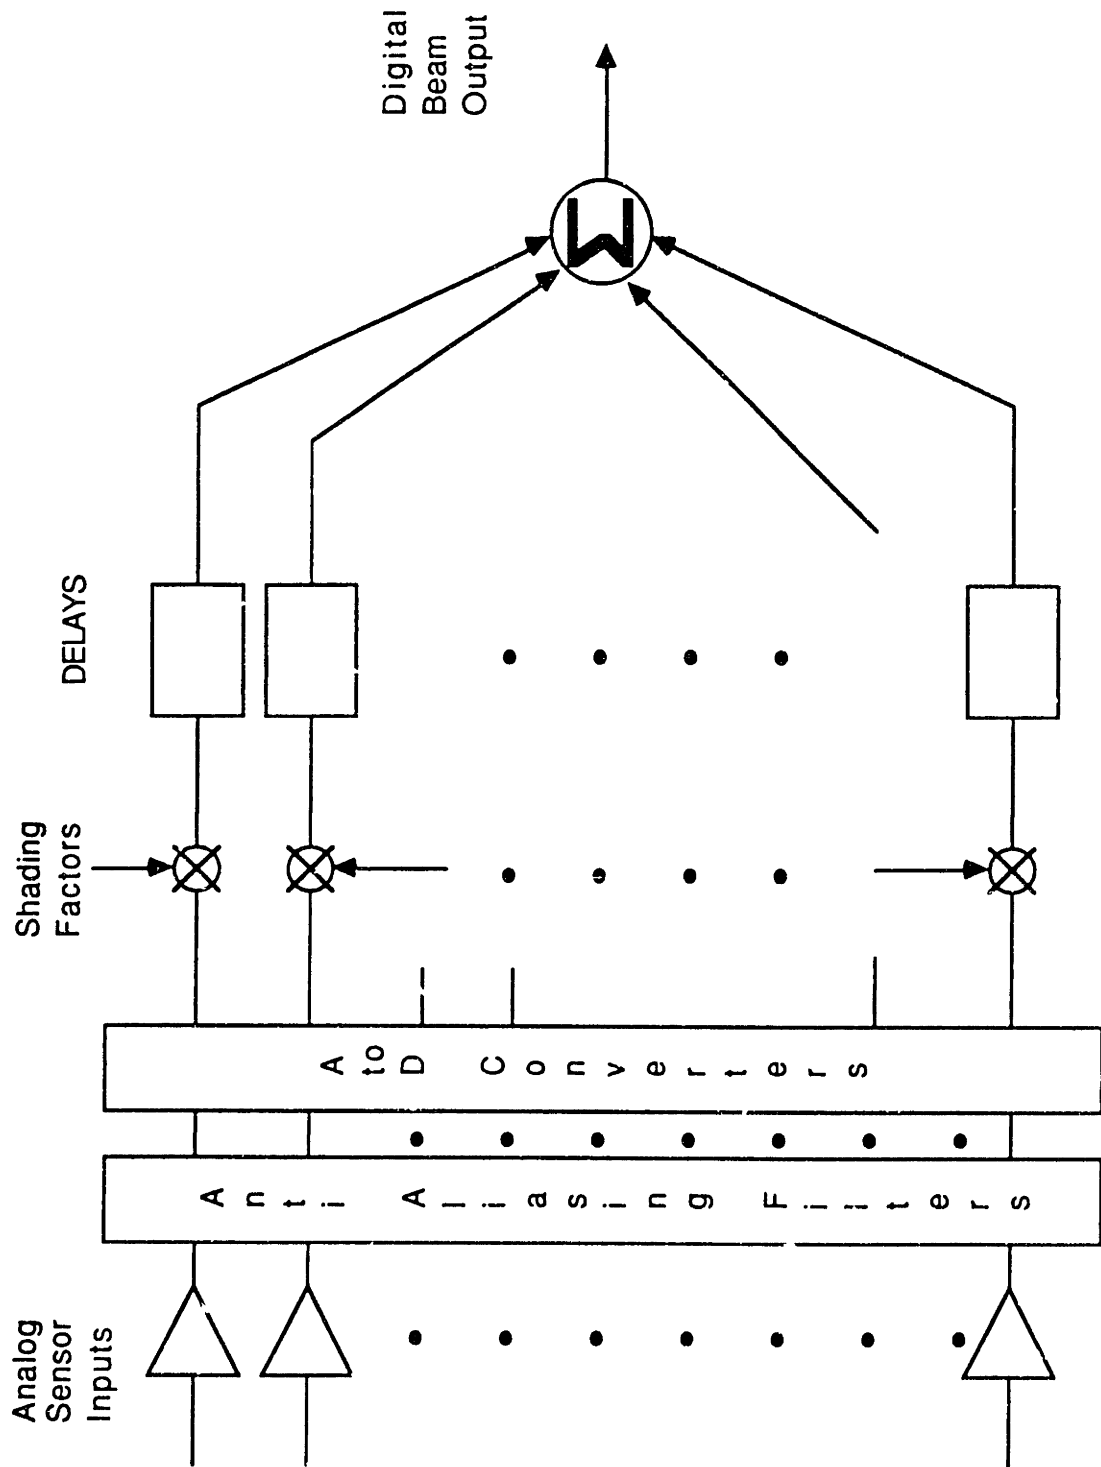 Analog
Sensor
Inputs
Anti Aliasing Filters
A to D Converters
Shading
Factors
DELAYS
Σ
Digital
Beam
Output